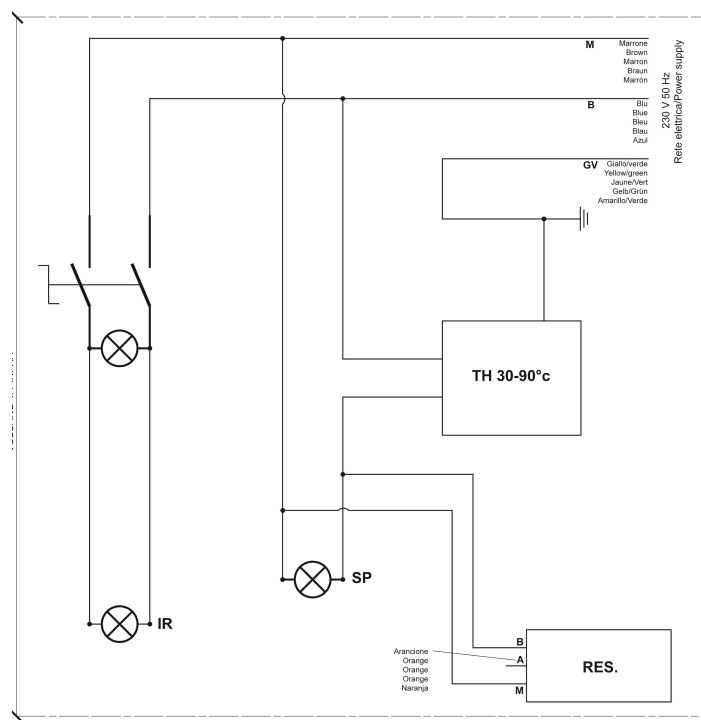 M
Marrone
Brown
Marron
Braun
Marrón
B
Blu
Blue
Bleu
Blau
Azul
GV
Giallo/verde
Yellow/green
Jaune/Vert
Gelb/Grün
Amarillo/Verde
230 V 50 Hz
Rete elettrica/Power supply
TH 30-90°c
SP
IR
Arancione
Orange
Orange
Orange
Naranja
B
A
M
RES.